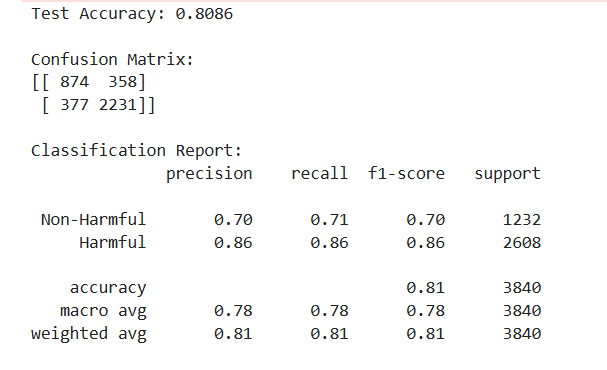 Test Accuracy: 0.8086
Confusion Matrix:
[[ 874  358]
 [ 377 2231]]
Classification Report:
              precision    recall  f1-score   support
 Non-Harmful       0.70      0.71      0.70      1232
     Harmful       0.86      0.86      0.86      2608
    accuracy                           0.81      3840
   macro avg       0.78      0.78      0.78      3840
weighted avg       0.81      0.81      0.81      3840